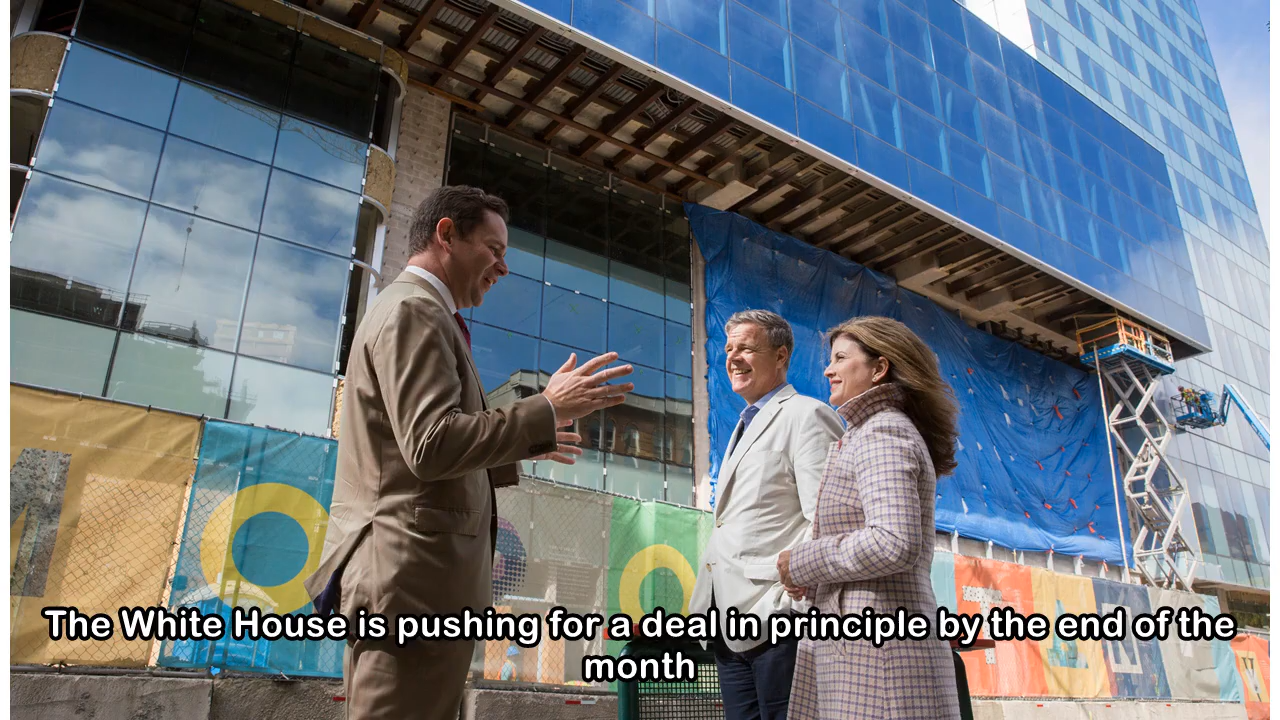 The White House is pushing for a deal in principle by the end of the
month